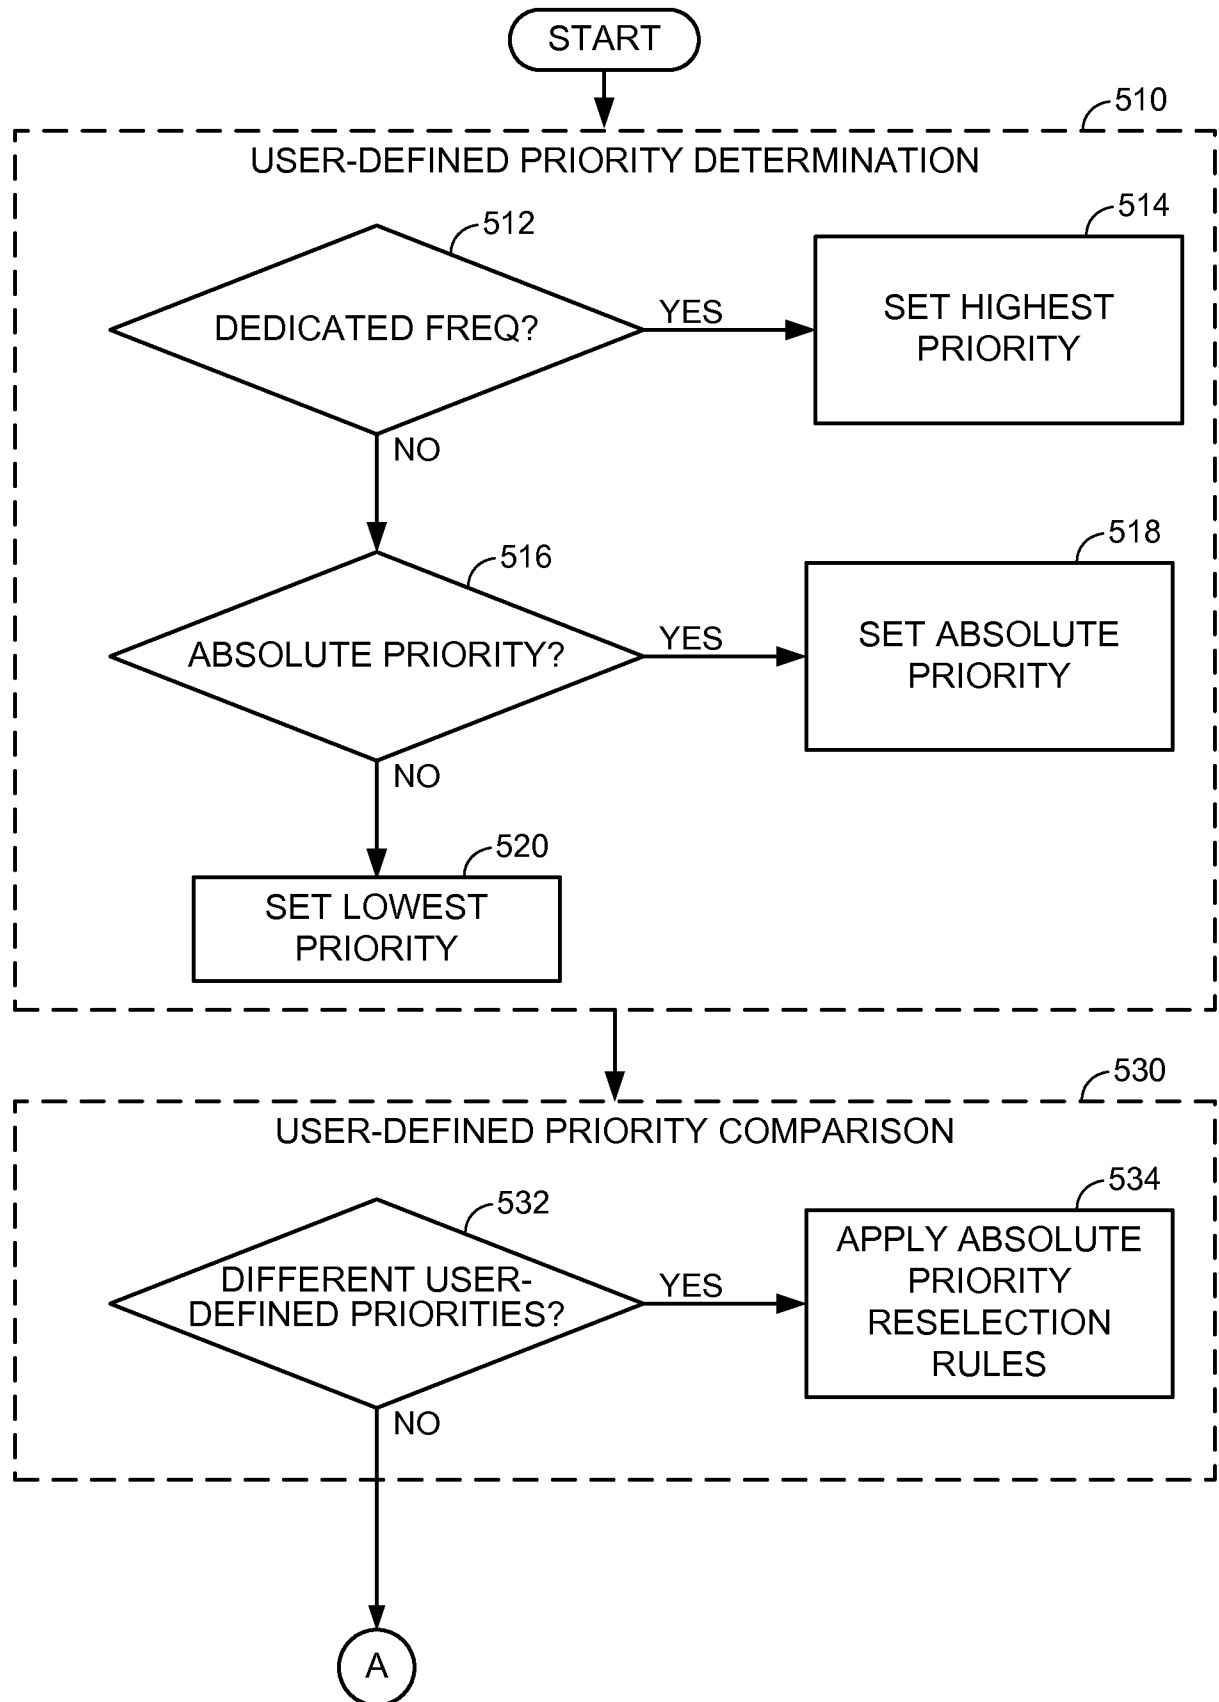 START
510
USER-DEFINED PRIORITY DETERMINATION
512
514
DEDICATED FREQ?
YES
SET HIGHEST
PRIORITY
NO
516
518
ABSOLUTE PRIORITY?
YES
SET ABSOLUTE
PRIORITY
NO
520
SET LOWEST
PRIORITY
530
USER-DEFINED PRIORITY COMPARISON
532
534
DIFFERENT USER-
DEFINED PRIORITIES?
YES
APPLY ABSOLUTE
PRIORITY
RESELECTION
RULES
NO
A